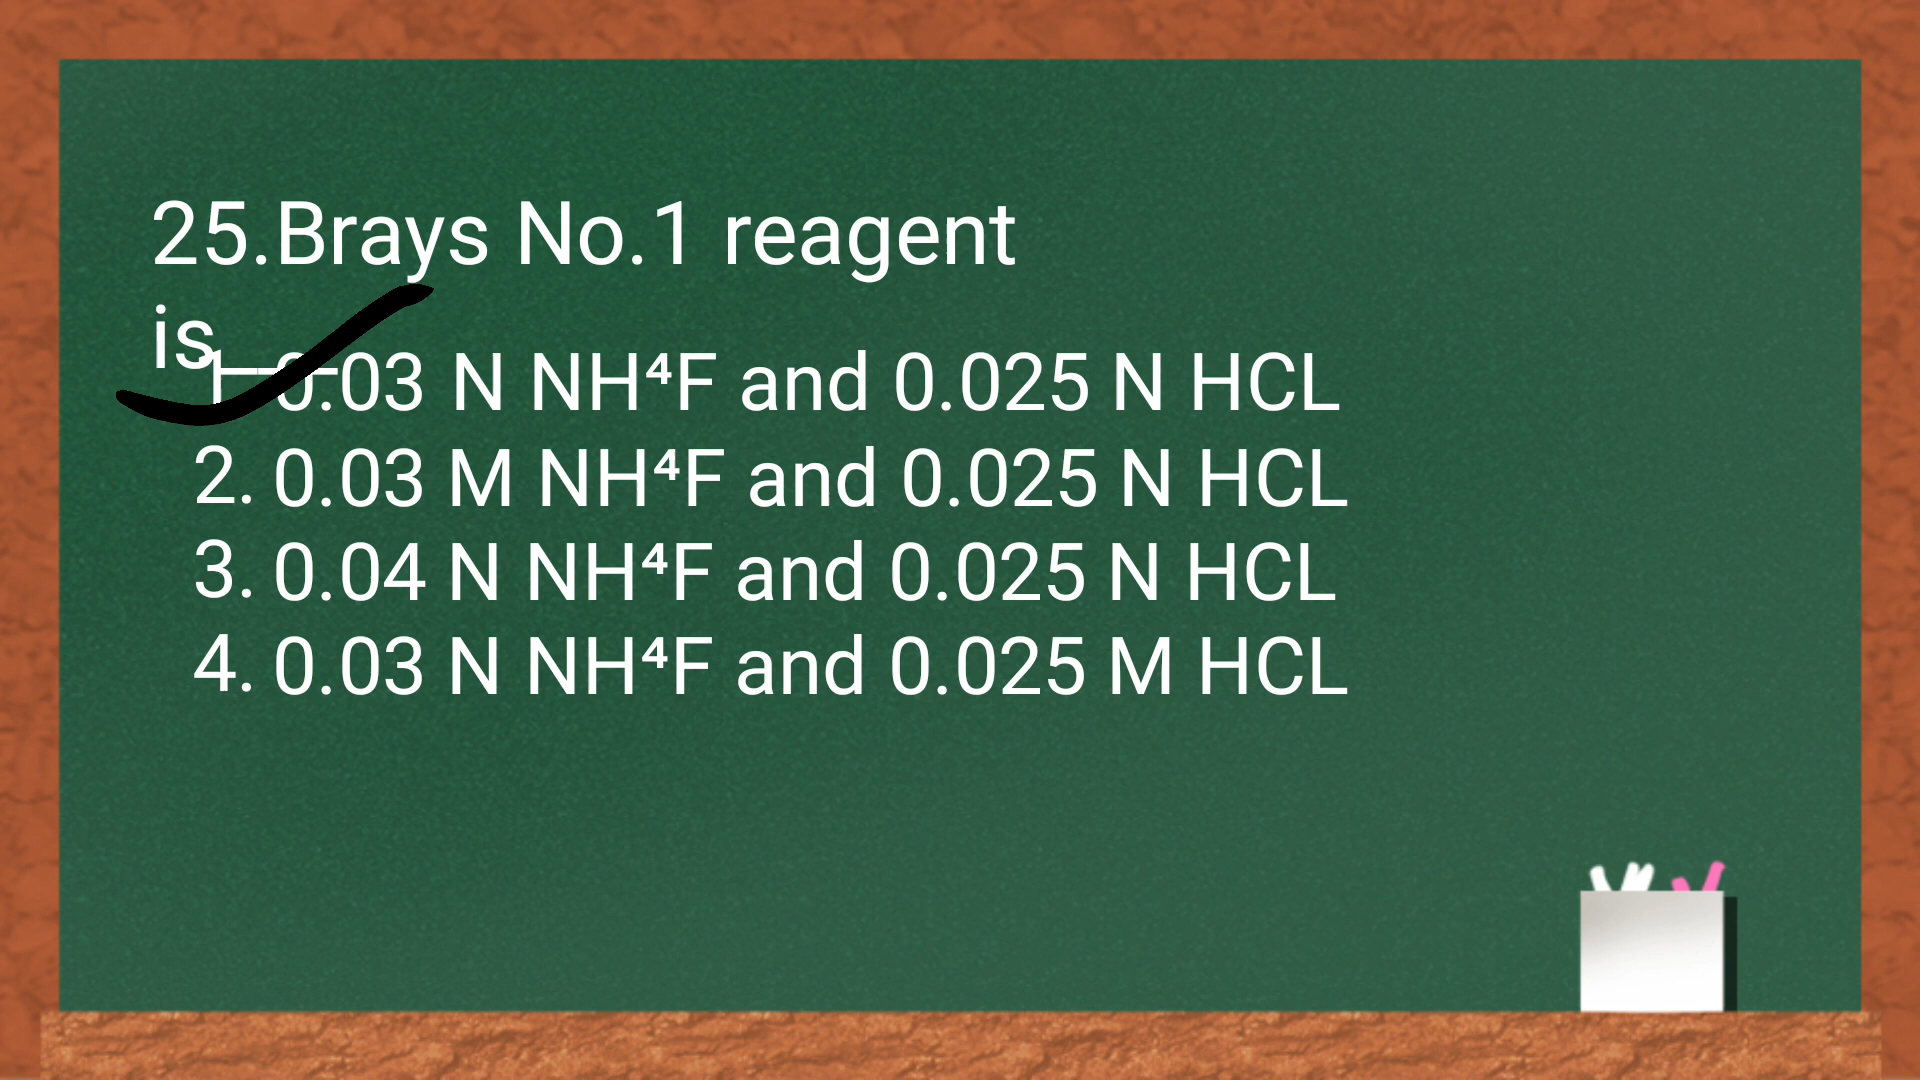 25.Brays No.1 reagent
is___
1. 0.03 N NH⁴F and 0.025 N HCL
2. 0.03 M NH⁴F and 0.025 N HCL
3. 0.04 N NH⁴F and 0.025 N HCL
4. 0.03 N NH⁴F and 0.025 M HCL